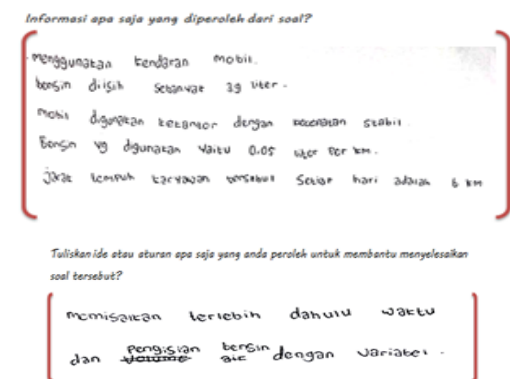 Informasi apa saja yang diperoleh dari soal?
menggunakan kendaran mobil.
bensin diisih sebanyak 39 liter.
mobil digunakan kekantor dengan kecepatan stabil
Bensin yg digunakan yaitu 0.05 liter per km.
jarak tempuh karyawan tersebut setiap hari adalah 6 km
Tuliskan ide atau aturan apa saja yang anda peroleh untuk membantu menyelesaikan
soal tersebut?
memisalkan terlebih dahulu waktu
dan pengisian bensin dengan variabel.